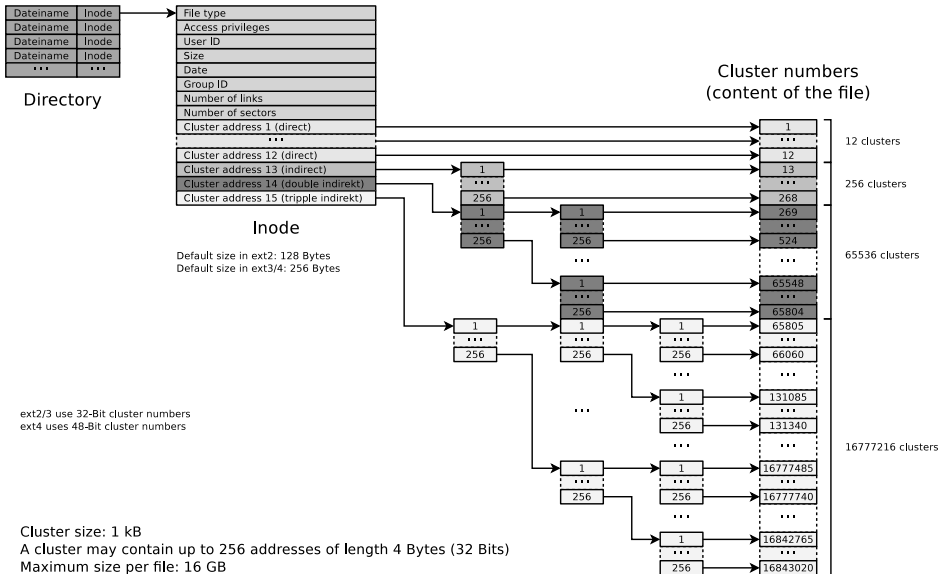 Dateiname Inode
Dateiname Inode
Dateiname Inode
Dateiname Inode
... ...
Directory
File type
Access privileges
User ID
Size
Date
Group ID
Number of links
Number of sectors
Cluster address 1 (direct)
...
Cluster address 12 (direct)
Cluster address 13 (indirect)
Cluster address 14 (double indirekt)
Cluster address 15 (tripple indirekt)
Inode
Default size in ext2: 128 Bytes
Default size in ext3/4: 256 Bytes
Cluster numbers
(content of the file)
1
...
12
12 clusters
1
...
256
13
...
268
256 clusters
1
...
256
1
...
256
...
1
...
256
269
...
524
...
65548
...
65804
65536 clusters
1
...
256
1
...
256
...
1
...
256
1
...
256
...
1
...
256
...
1
...
256
...
1
...
256
65805
...
66060
...
131085
...
131340
...
16777485
...
16777740
...
16842765
...
16843020
16777216 clusters
ext2/3 use 32-Bit cluster numbers
ext4 uses 48-Bit cluster numbers
Cluster size: 1 kB
A cluster may contain up to 256 addresses of length 4 Bytes (32 Bits)
Maximum size per file: 16 GB